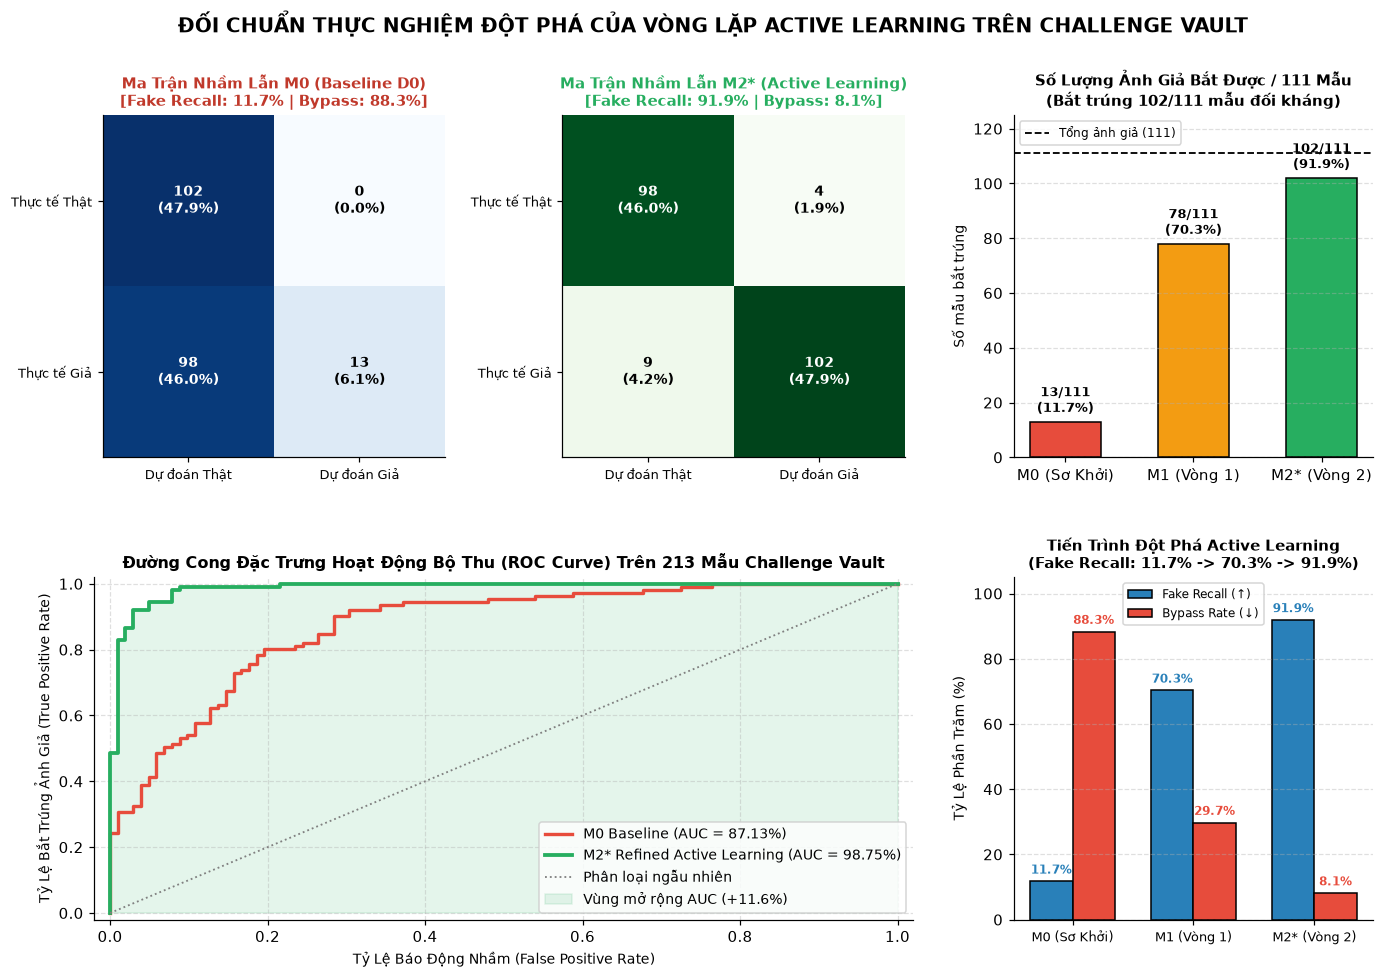 ĐỐI CHUẨN THỰC NGHIỆM ĐỘT PHÁ CỦA VÒNG LẶP ACTIVE LEARNING TRÊN CHALLENGE VAULT
Ma Trận Nhầm Lẫn M0 (Baseline D0)
[Fake Recall: 11.7% | Bypass: 88.3%]
Thực tế Thật
Thực tế Giả
102
(47.9%)
0
(0.0%)
98
(46.0%)
13
(6.1%)
Dự đoán Thật
Dự đoán Giả
Ma Trận Nhầm Lẫn M2* (Active Learning)
[Fake Recall: 91.9% | Bypass: 8.1%]
Thực tế Thật
Thực tế Giả
98
(46.0%)
4
(1.9%)
9
(4.2%)
102
(47.9%)
Dự đoán Thật
Dự đoán Giả
Số Lượng Ảnh Giả Bắt Được / 111 Mẫu
(Bắt trúng 102/111 mẫu đối kháng)
Số mẫu bắt trúng
120
100
80
60
40
20
0
Tổng ảnh giả (111)
13/111
(11.7%)
78/111
(70.3%)
102/111
(91.9%)
M0 (Sơ Khởi)
M1 (Vòng 1)
M2* (Vòng 2)
Đường Cong Đặc Trưng Hoạt Động Bộ Thu (ROC Curve) Trên 213 Mẫu Challenge Vault
Tỷ Lệ Bắt Trúng Ảnh Giả (True Positive Rate)
1.0
0.8
0.6
0.4
0.2
0.0
M0 Baseline (AUC = 87.13%)
M2* Refined Active Learning (AUC = 98.75%)
Phân loại ngẫu nhiên
Vùng mở rộng AUC (+11.6%)
0.0
0.2
0.4
0.6
0.8
1.0
Tỷ Lệ Báo Động Nhầm (False Positive Rate)
Tiến Trình Đột Phá Active Learning
(Fake Recall: 11.7% -> 70.3% -> 91.9%)
Tỷ Lệ Phần Trăm (%)
100
80
60
40
20
0
Fake Recall (↑)
Bypass Rate (↓)
11.7%
88.3%
70.3%
29.7%
91.9%
8.1%
M0 (Sơ Khởi)
M1 (Vòng 1)
M2* (Vòng 2)